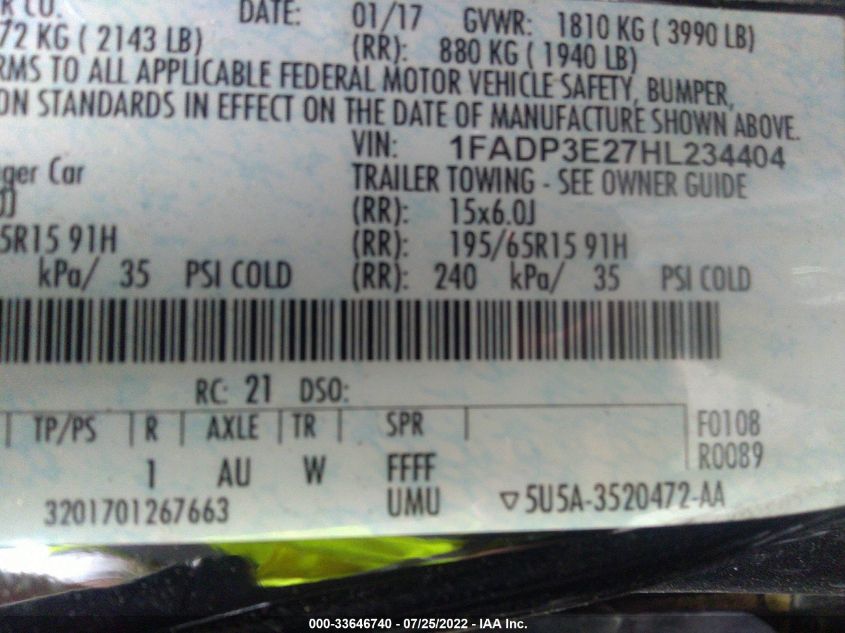 R CO. DATE: 01/17 GVWR: 1810 KG ( 3990 LB)
72 KG ( 2143 LB) (RR): 880 KG ( 1940 LB)
RMS TO ALL APPLICABLE FEDERAL MOTOR VEHICLE SAFETY, BUMPER,
ON STANDARDS IN EFFECT ON THE DATE OF MANUFACTURE SHOWN ABOVE.
VIN: 1FADP3E27HL234404
ger Car TRAILER TOWING - SEE OWNER GUIDE
J) (RR): 15x6.0J
5R15 91H (RR): 195/65R15 91H
kPa/ 35 PSI COLD (RR): 240 kPa/ 35 PSI COLD
RC: 21 DSO:
TP/PS R AXLE TR SPR F0108
R0089
1 AU W FFFF
3201701267663 UMU ▽5U5A-3520472-AA
000-33646740 - 07/25/2022 - IAA Inc.